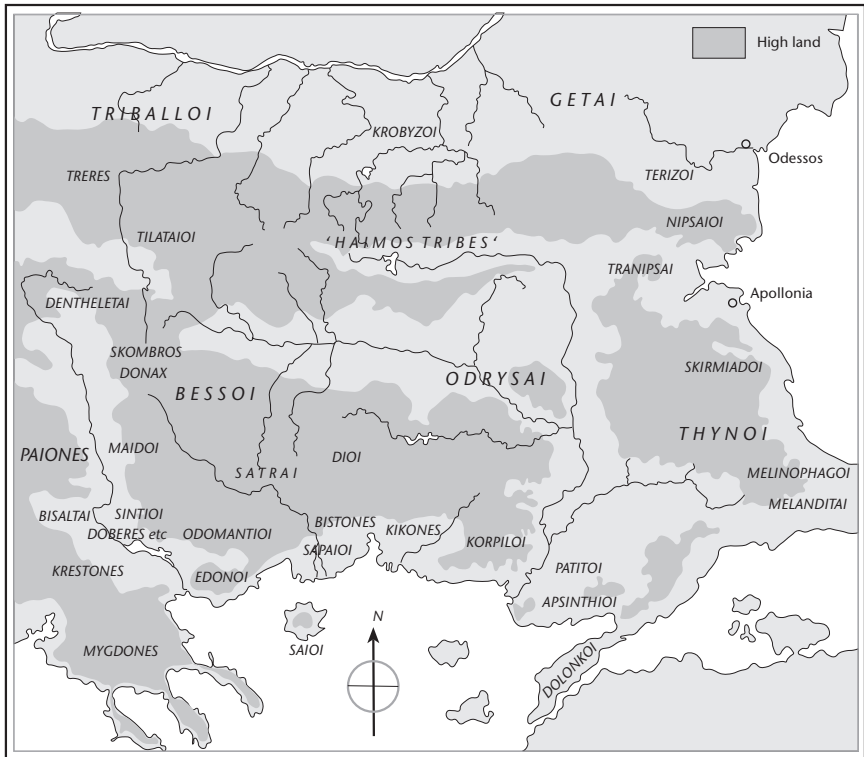 High land
TRIBALLOI
GETAI
KROBYZOI
Odessos
TRERES
TERIZOI
NIPSAIOI
TILATAIOI
'HAIMOS TRIBES'
TRANIPSAI
DENTHELETAI
Apollonia
SKOMBROS
DONAX
SKIRMIADOI
BESSOI
ODRYSAI
THYNOI
PAIONES
MAIDOI
DIOI
SATRAI
MELINOPHAGOI
MELANDITAI
BISALTAI
SINTIOI
DOBERES etc
ODOMANTIOI
BISTONES
KIKONES
SAPAIOI
KORPILOI
KRESTONES
EDONOI
PATITOI
APSINTHIOI
SAIOI
N
MYGDONES
DOLONKOI